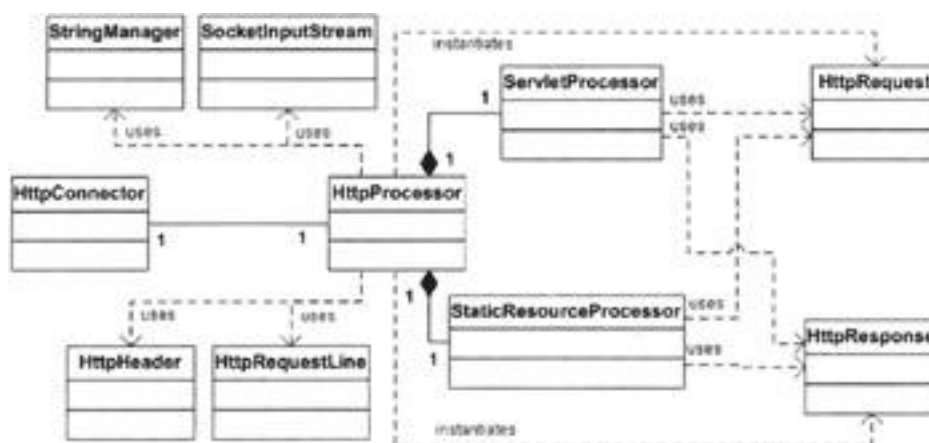 StringManager SocketInputStream
instantiates
ServletProcessor HttpRequest
1 uses
uses uses uses
1
HttpConnector HttpProcessor
1 1
1
uses uses
StaticResourceProcessor uses
HttpResponse
1 uses
HttpHeader HttpRequestLine
instantiates